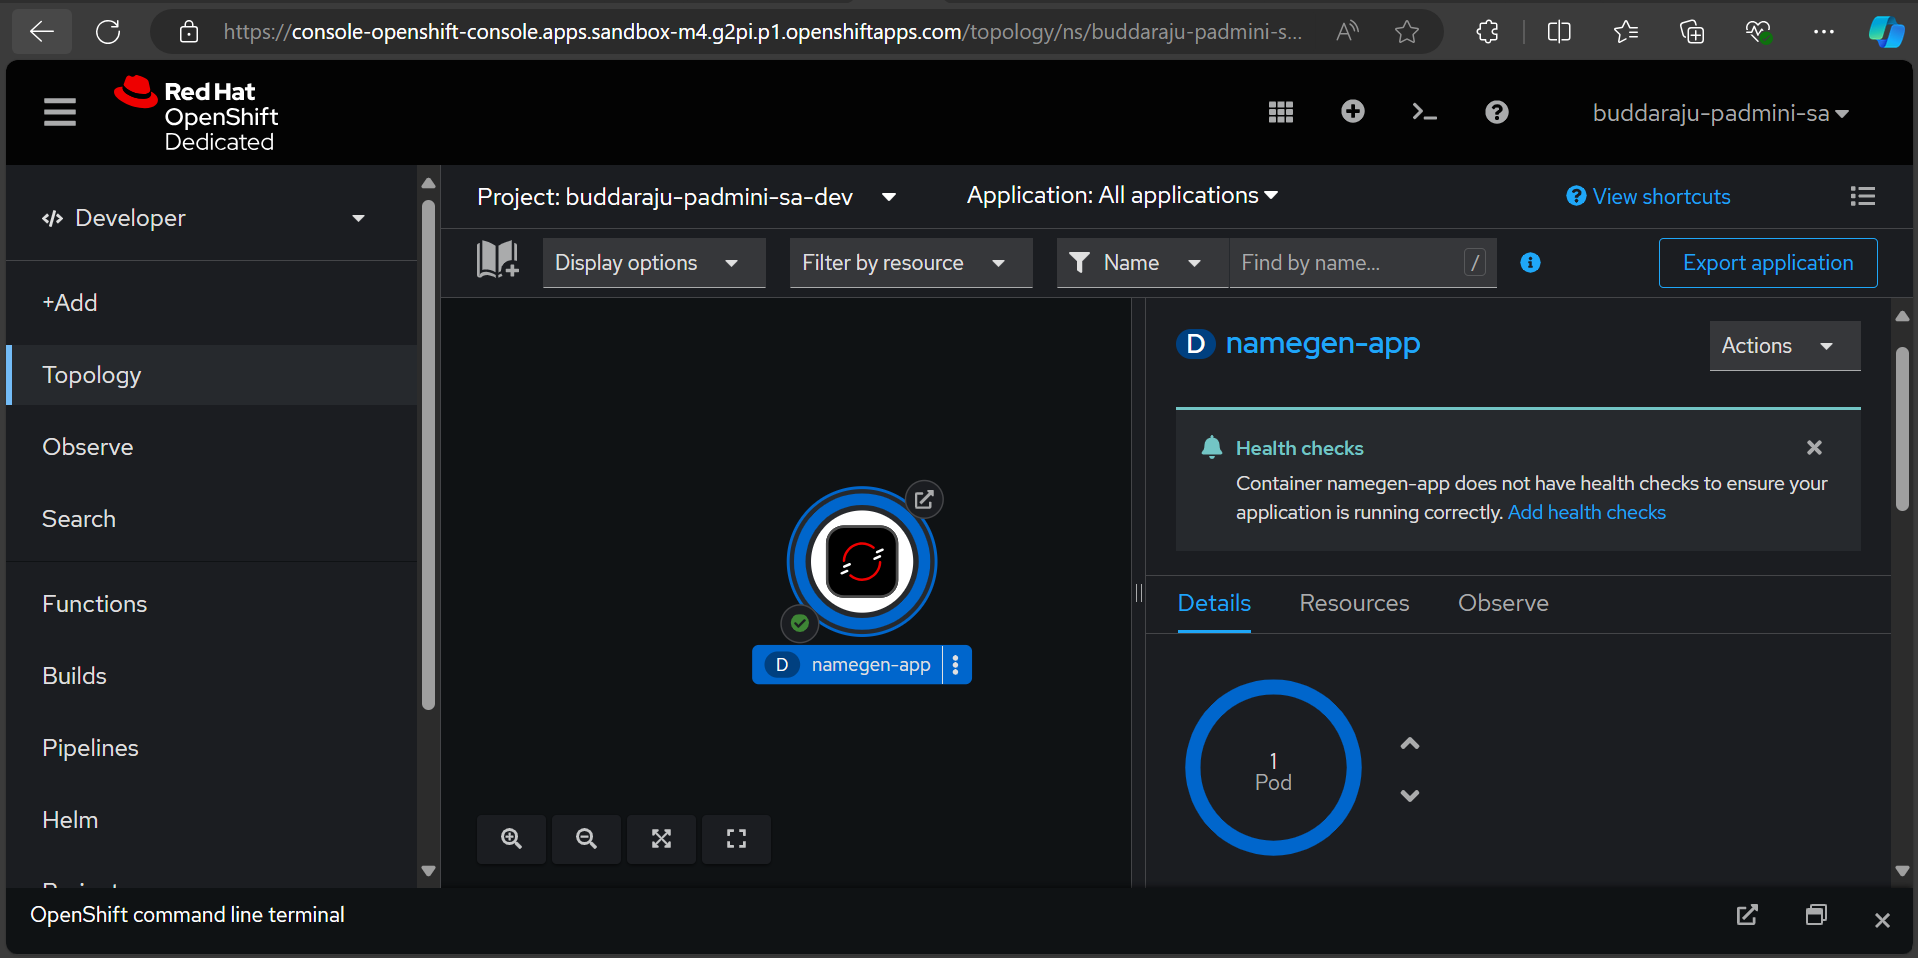 https://console-openshift-console.apps.sandbox-m4.g2pi.p1.openshiftapps.com/topology/ns/buddaraju-padmini-s...
Red Hat
OpenShift
Dedicated
buddaraju-padmini-sa
Developer
+Add
Topology
Observe
Search
Functions
Builds
Pipelines
Helm
Project: buddaraju-padmini-sa-dev
Application: All applications
View shortcuts
Display options
Filter by resource
Name
Find by name...
/
Export application
D namegen-app
D namegen-app
Actions
Health checks
Container namegen-app does not have health checks to ensure your
application is running correctly. Add health checks
Details
Resources
Observe
1
Pod
OpenShift command line terminal